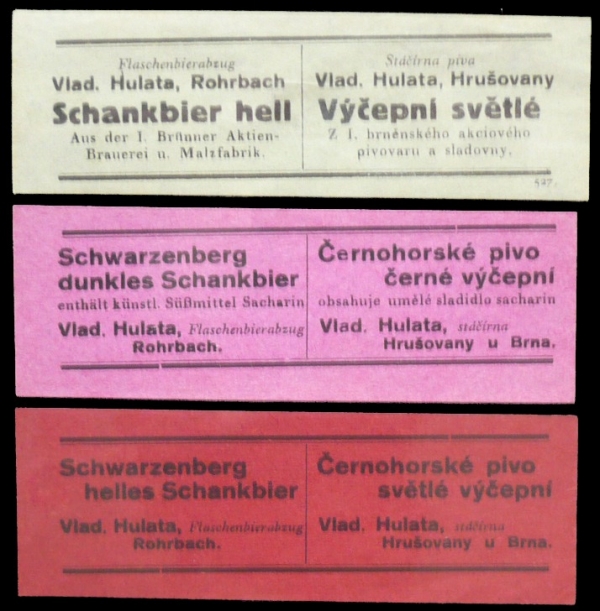 Flaschenbierabzug
Vlad. Hulata, Rohrbach
Schankbier hell
Aus der I. Brünner Aktien-
Brauerei u. Malzfabrik.
Stáčírna piva
Vlad. Hulata, Hrušovany
Výčepní světlé
Z I. brněnského akciového
pivovaru a sladovny.
527.
Schwarzenberg
dunkles Schankbier
enthält künstl. Süßmittel Sacharin
Vlad. Hulata, Flaschenbierabzug
Rohrbach.
Černohorské pivo
černé výčepní
obsahuje umělé sladidlo sacharin
Vlad. Hulata, stáčírna
Hrušovany u Brna.
Schwarzenberg
helles Schankbier
Vlad. Hulata, Flaschenbierabzug
Rohrbach.
Černohorské pivo
světlé výčepní
Vlad. Hulata, stáčírna
Hrušovany u Brna.